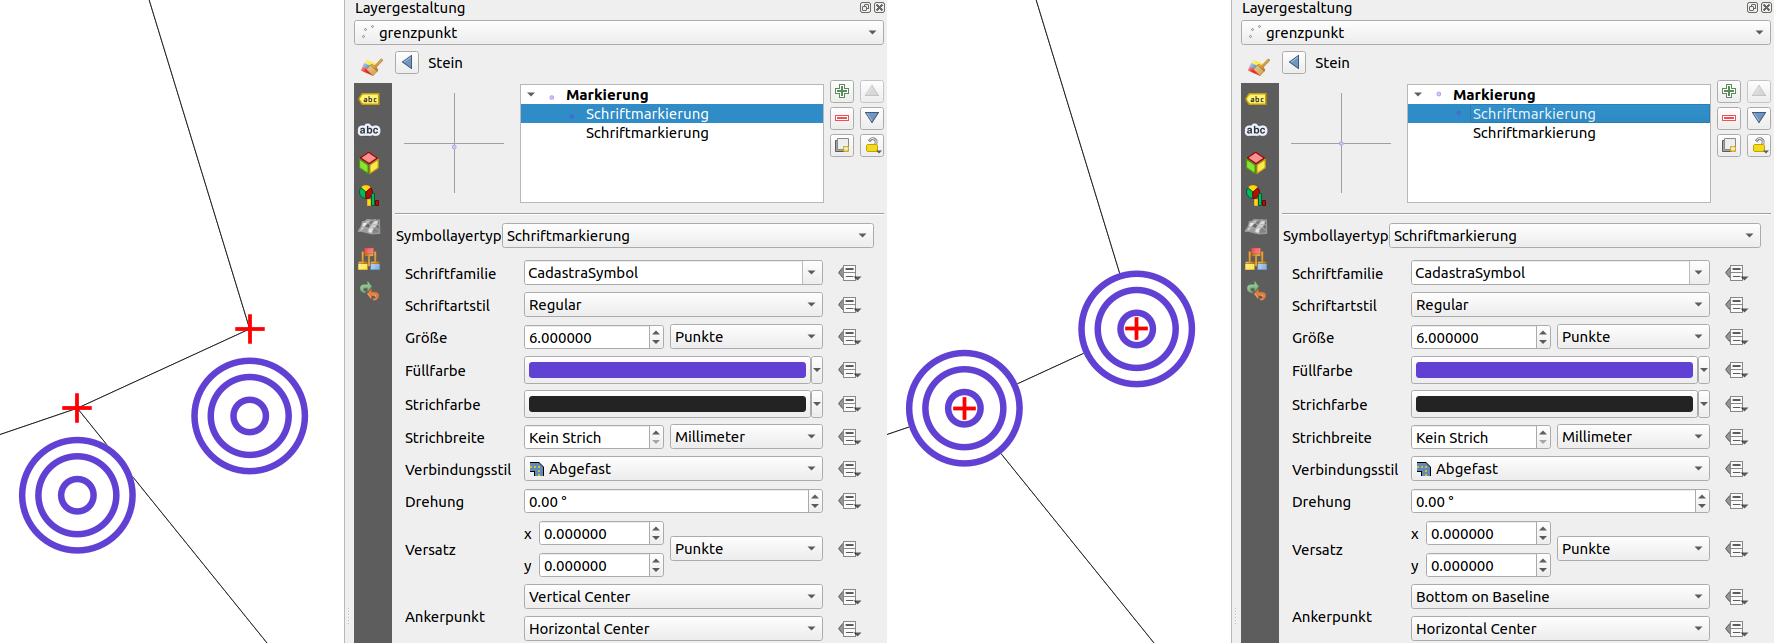 Layergestaltung
grenzpunkt
Stein
Markierung
Schriftmarkierung
Schriftmarkierung
abc
abc
Symbollayertyp Schriftmarkierung
Schriftfamilie CadastraSymbol
Schriftartstil Regular
Größe 6.000000 Punkte
Füllfarbe
Strichfarbe
Strichbreite Kein Strich Millimeter
Verbindungsstil Abgefast
Drehung 0.00 °
x 0.000000
Versatz Punkte
y 0.000000
Vertical Center
Ankerpunkt
Horizontal Center
Layergestaltung
grenzpunkt
Stein
Markierung
Schriftmarkierung
Schriftmarkierung
abc
abc
Symbollayertyp Schriftmarkierung
Schriftfamilie CadastraSymbol
Schriftartstil Regular
Größe 6.000000 Punkte
Füllfarbe
Strichfarbe
Strichbreite Kein Strich Millimeter
Verbindungsstil Abgefast
Drehung 0.00 °
x 0.000000
Versatz Punkte
y 0.000000
Bottom on Baseline
Ankerpunkt
Horizontal Center